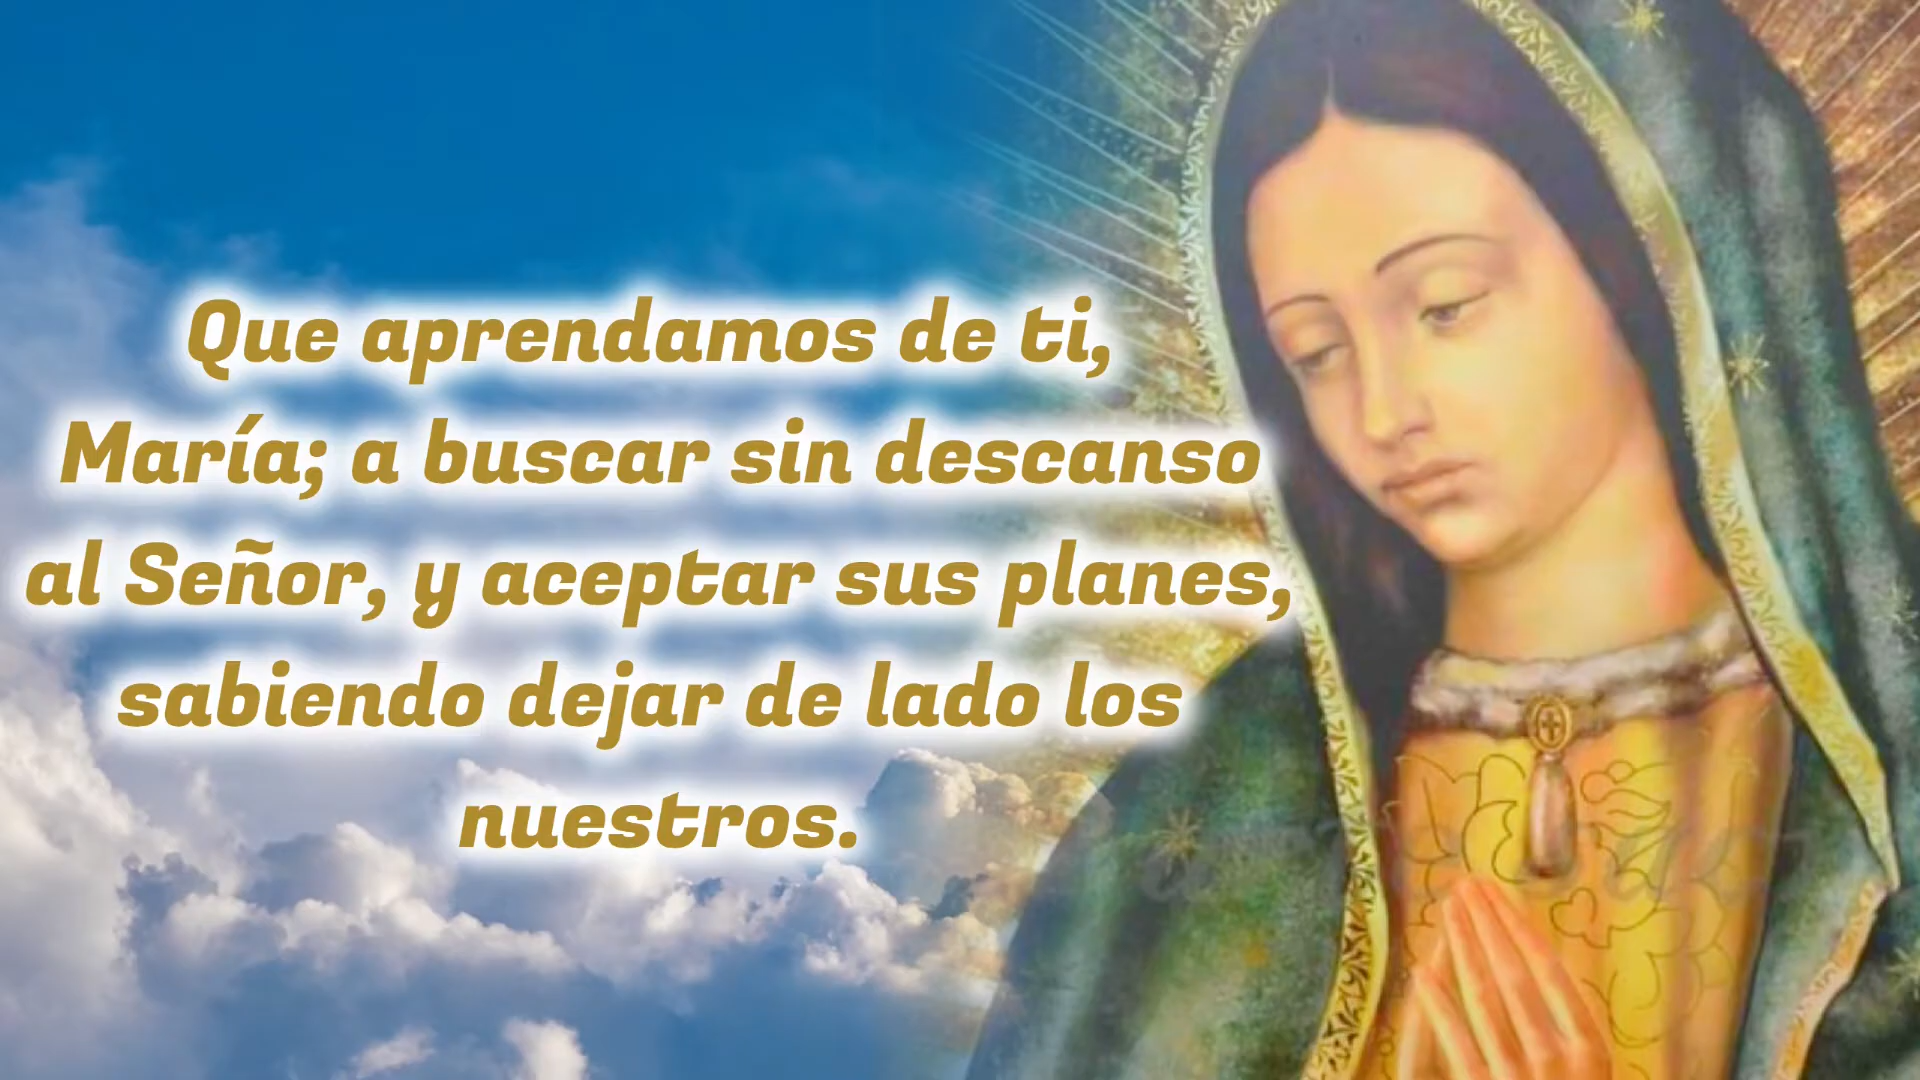 Que aprendamos de ti,
María; a buscar sin descanso
al Señor, y aceptar sus planes,
sabiendo dejar de lado los
nuestros.